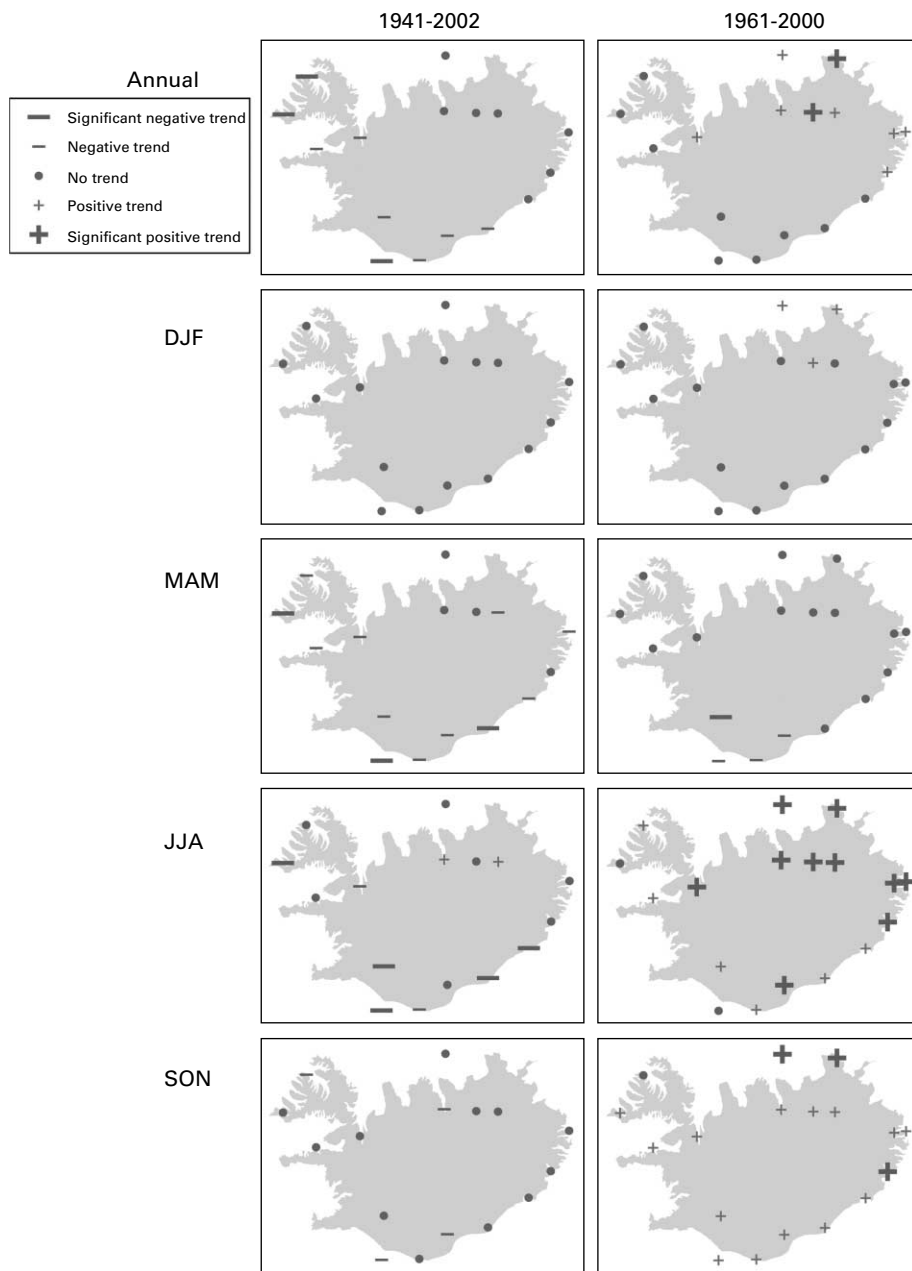 1941-2002
1961-2000
Annual
Significant negative trend
Negative trend
No trend
Positive trend
Significant positive trend
DJF
MAM
JJA
SON